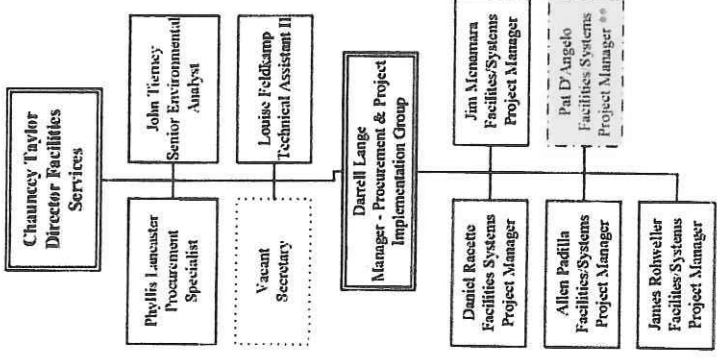 Chauncey Taylor
Director Facilities
Services
Phyllis Lancaster
Procurement
Specialist
John Tierney
Senior Environmental
Analyst
Vacant
Secretary
Louise Feldkamp
Technical Assistant II
Darrell Lange
Manager - Procurement & Project
Implementation Group
Daniel Racette
Facilities Systems
Project Manager
Jim Mcnamara
Facilites/Systems
Project Manager
Allen Padilla
Facilities/Systems
Project Manager
Pat D'Angelo
Facilities Systems
Project Manager **
James Rohweller
Facilites/Systems
Project Manager